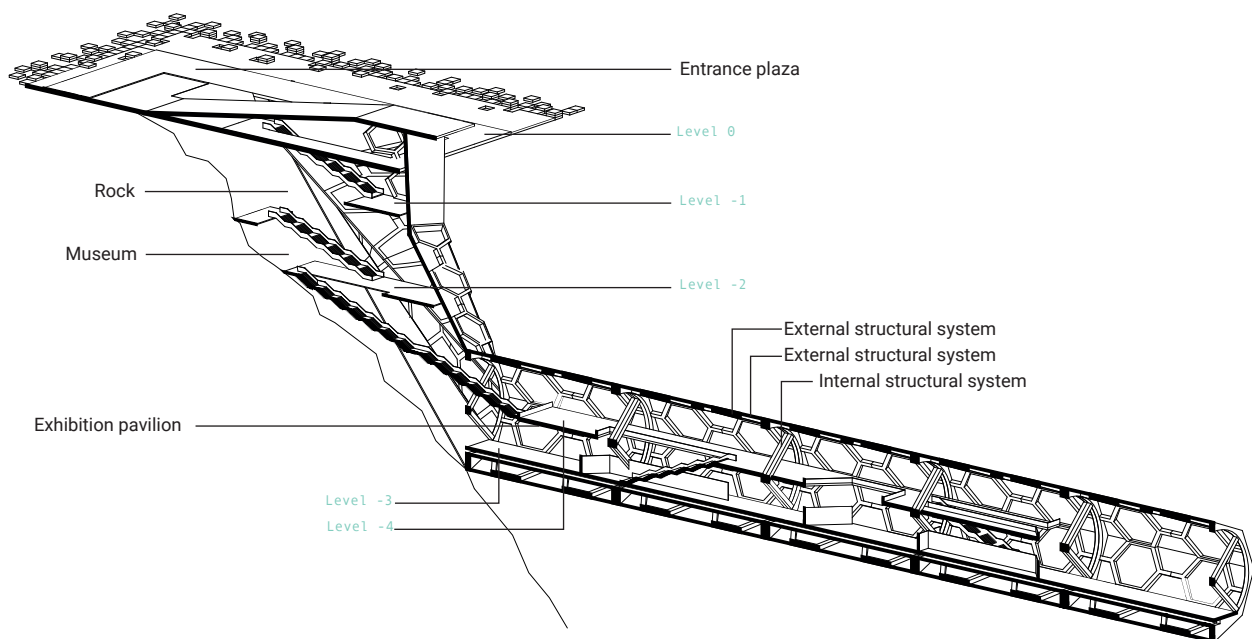 Entrance plaza
Level 0
Rock
Level -1
Museum
Level -2
External structural system
External structural system
Internal structural system
Exhibition pavilion
Level -3
Level -4